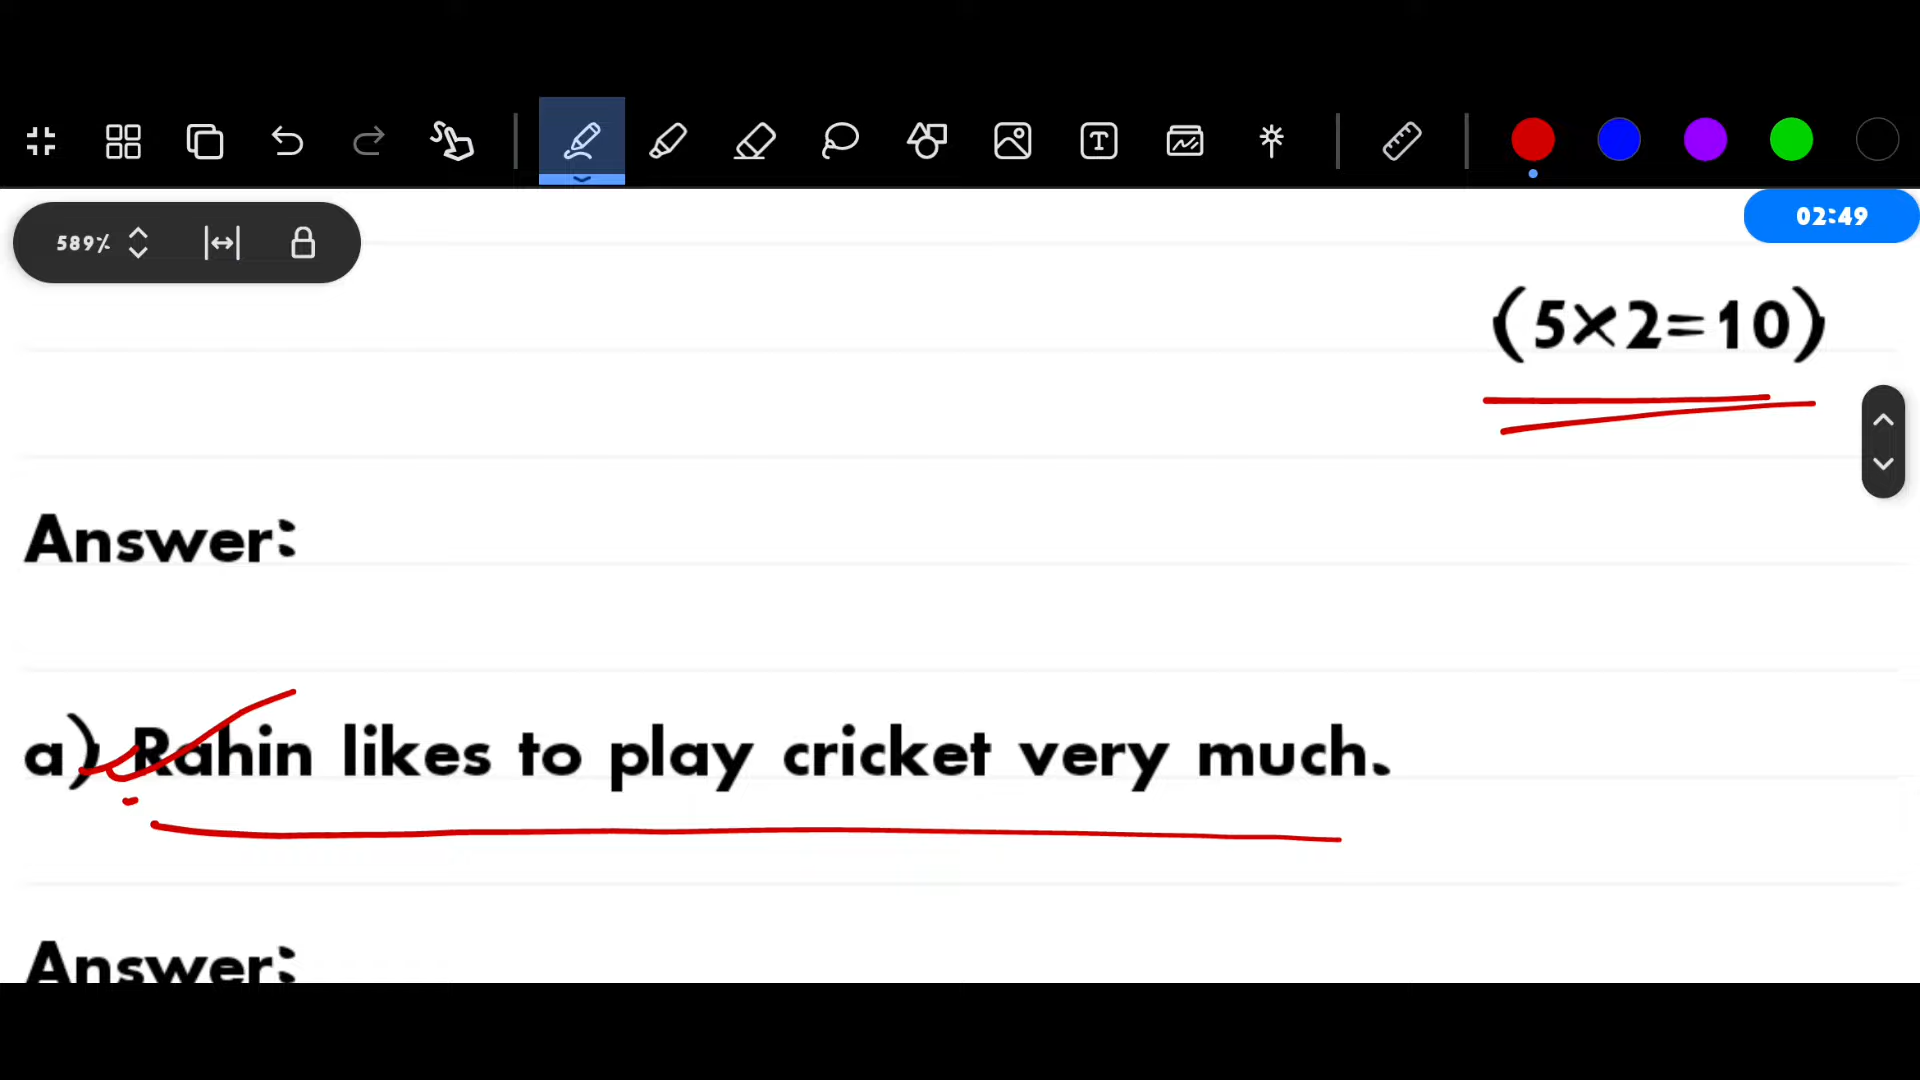 589%
02:49
(5×2=10)
Answer:
a) Rahin likes to play cricket very much.
Answer: